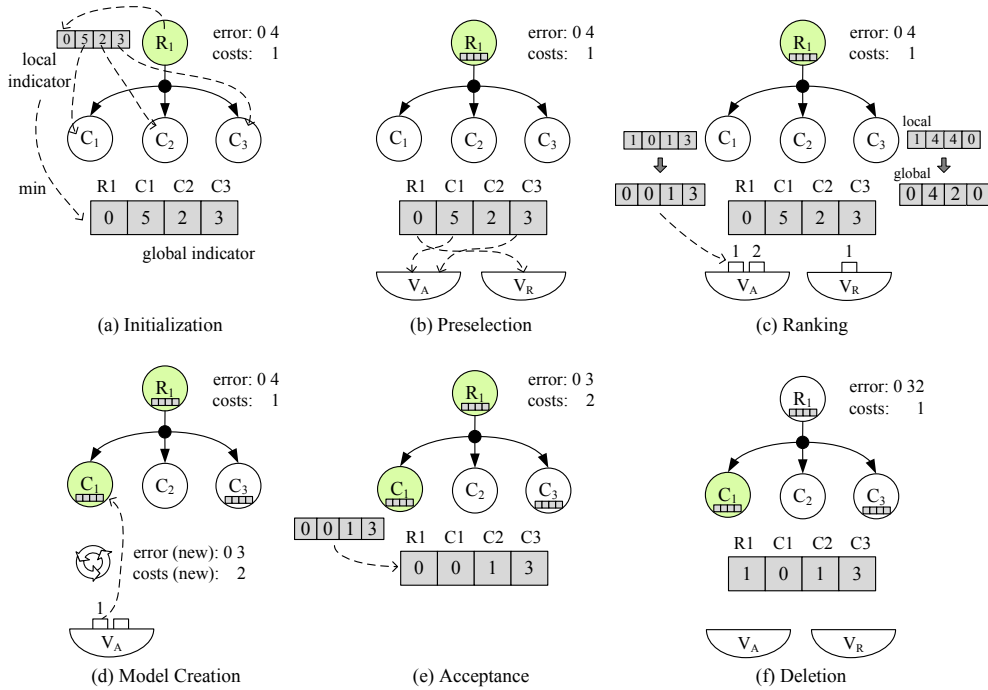 0 5 2 3
R1
error: 0 4
costs: 1
local
indicator
C1 C2 C3
min
R1 C1 C2 C3
0 5 2 3
global indicator
(a) Initialization
R1
error: 0 4
costs: 1
C1 C2 C3
R1 C1 C2 C3
0 5 2 3
VA VR
(b) Preselection
R1
error: 0 4
costs: 1
C1 C2 C3
1 0 1 3
local
1 4 4 0
global
0 0 1 3
0 4 2 0
R1 C1 C2 C3
0 5 2 3
1 2 1
VA VR
(c) Ranking
R1
error: 0 4
costs: 1
C1 C2 C3
error (new): 0 3
costs (new): 2
1
VA
(d) Model Creation
R1
error: 0 3
costs: 2
C1 C2 C3
0 0 1 3
R1 C1 C2 C3
0 0 1 3
(e) Acceptance
R1
error: 0 32
costs: 1
C1 C2 C3
R1 C1 C2 C3
1 0 1 3
VA VR
(f) Deletion